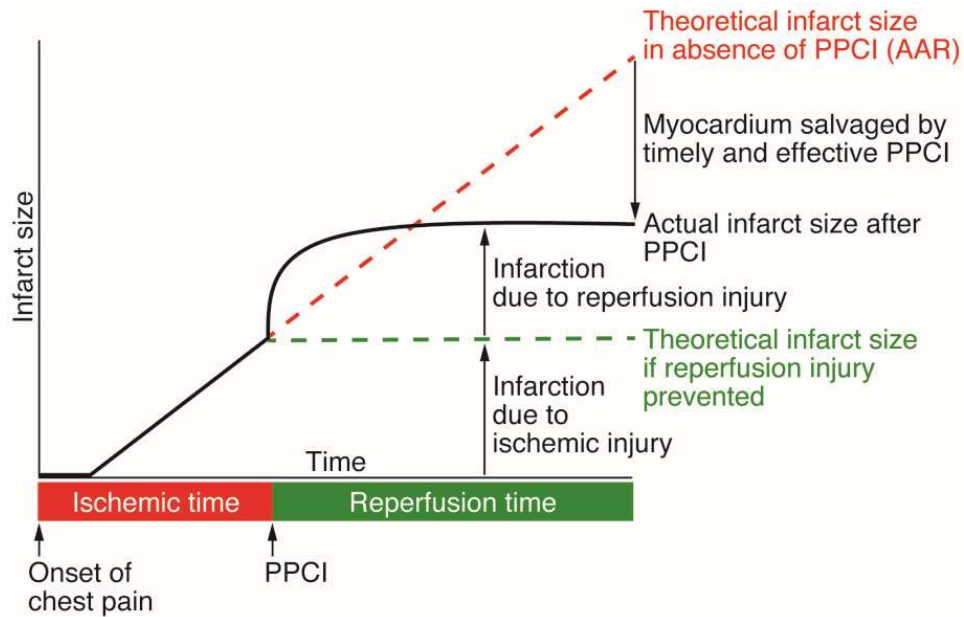 Theoretical infarct size
in absence of PPCI (AAR)
Myocardium salvaged by
timely and effective PPCI
Actual infarct size after
PPCI
Infarct size
Infarction
due to reperfusion injury
Theoretical infarct size
if reperfusion injury
prevented
Infarction
due to
ischemic injury
Time
Ischemic time
Reperfusion time
Onset of
chest pain
PPCI